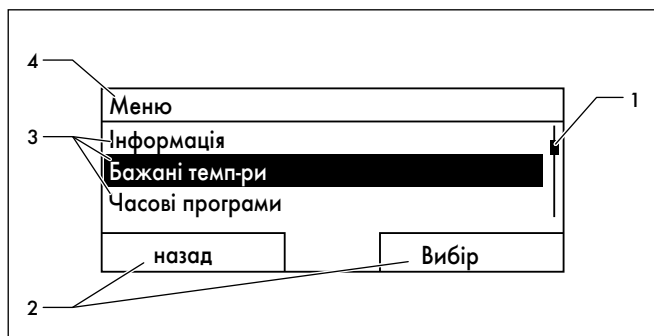 4
Меню
1
3
Інформація
Бажані темп-ри
Часові програми
назад
Вибір
2